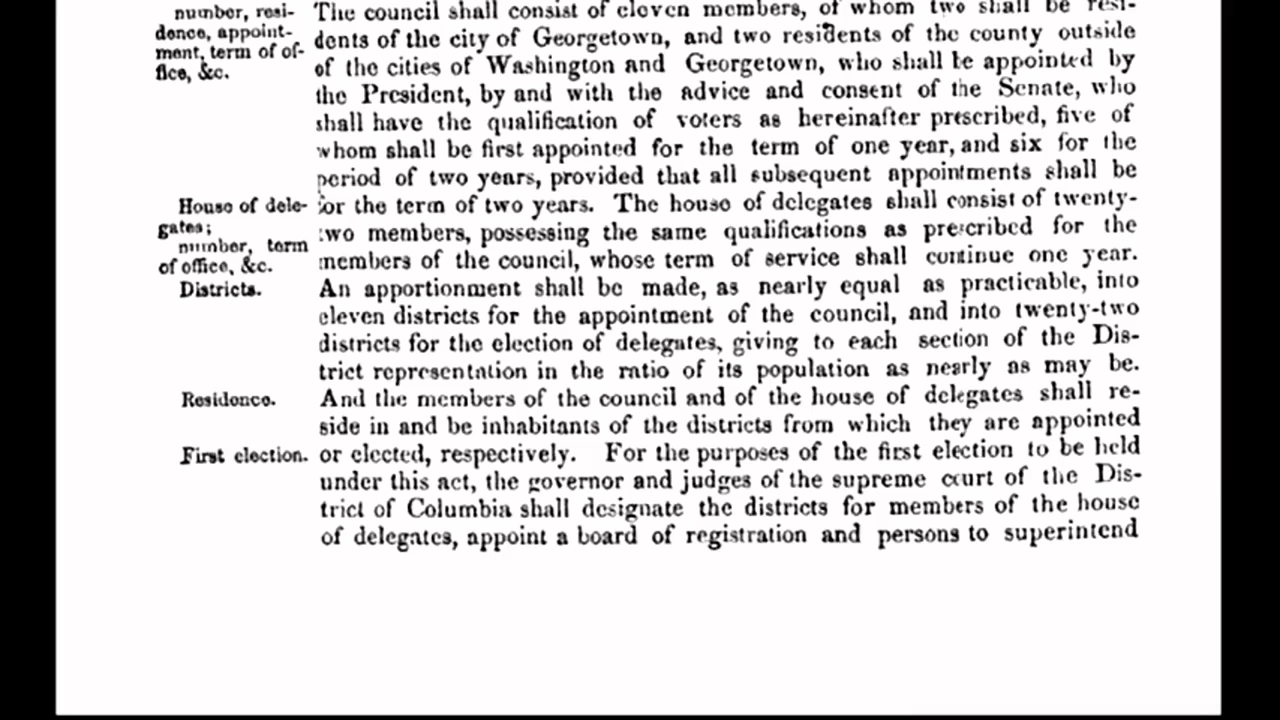 number, resi-
dence, appoint-
ment, term of of-
fice, &c.
The council shall consist of eleven members, of whom two shall be resi-
dents of the city of Georgetown, and two residents of the county outside
of the cities of Washington and Georgetown, who shall be appointed by
the President, by and with the advice and consent of the Senate, who
shall have the qualification of voters as hereinafter prescribed, five of
whom shall be first appointed for the term of one year, and six for the
period of two years, provided that all subsequent appointments shall be
House of dele-
gates;
number, term
of office, &c.
for the term of two years. The house of delegates shall consist of twenty-
two members, possessing the same qualifications as prescribed for the
members of the council, whose term of service shall continue one year.
Districts.
An apportionment shall be made, as nearly equal as practicable, into
eleven districts for the appointment of the council, and into twenty-two
districts for the election of delegates, giving to each section of the Dis-
trict representation in the ratio of its population as nearly as may be.
Residence.
And the members of the council and of the house of delegates shall re-
side in and be inhabitants of the districts from which they are appointed
First election.
or elected, respectively. For the purposes of the first election to be held
under this act, the governor and judges of the supreme court of the Dis-
trict of Columbia shall designate the districts for members of the house
of delegates, appoint a board of registration and persons to superintend